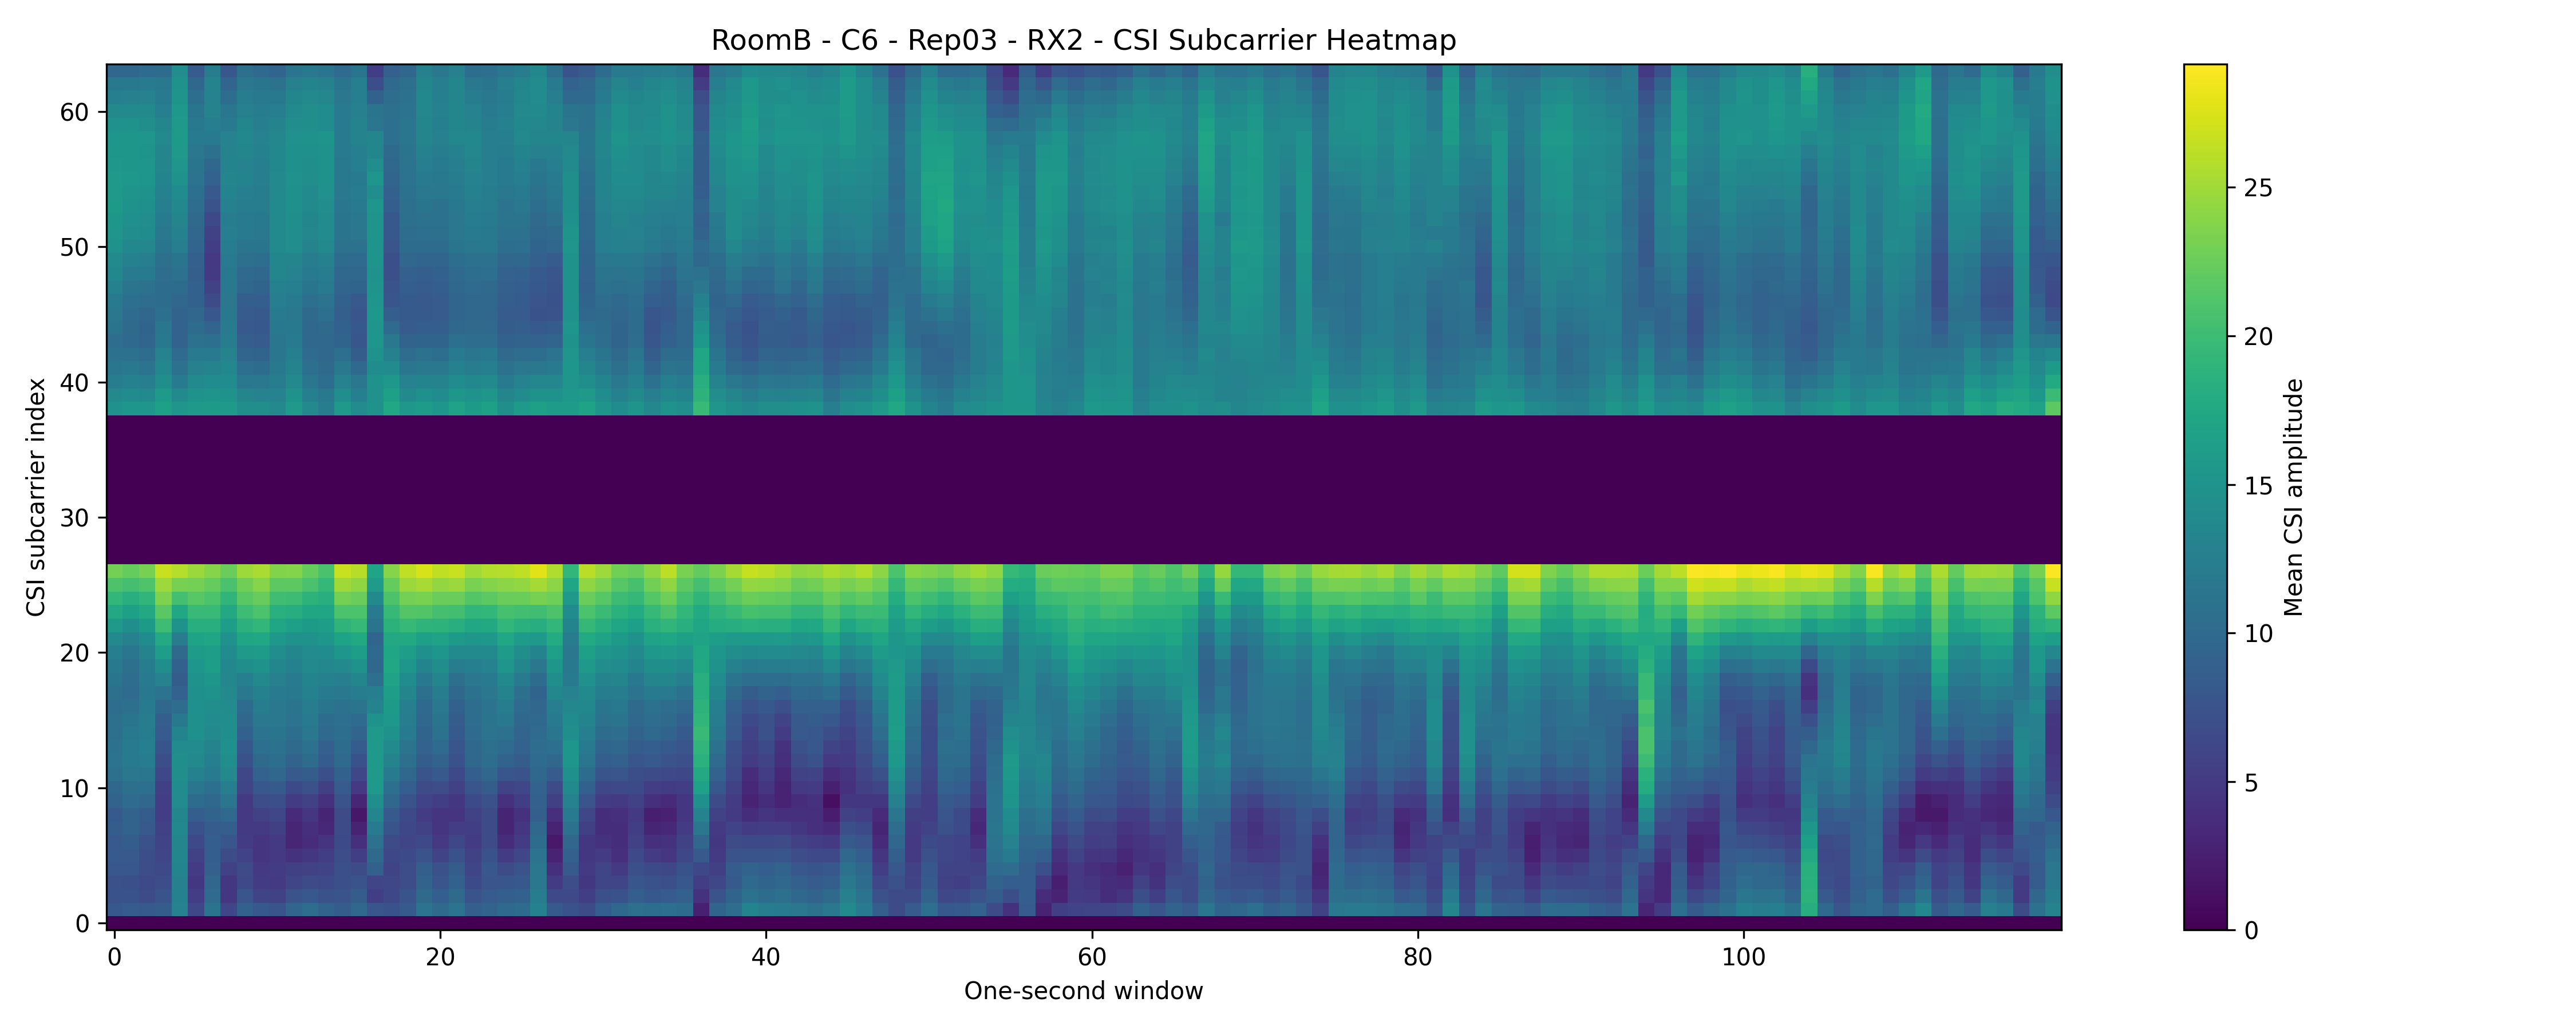 RoomB - C6 - Rep03 - RX2 - CSI Subcarrier Heatmap
CSI subcarrier index
60
50
40
30
20
10
0
0 20 40 60 80 100
One-second window
25
20
15
10
5
0
Mean CSI amplitude